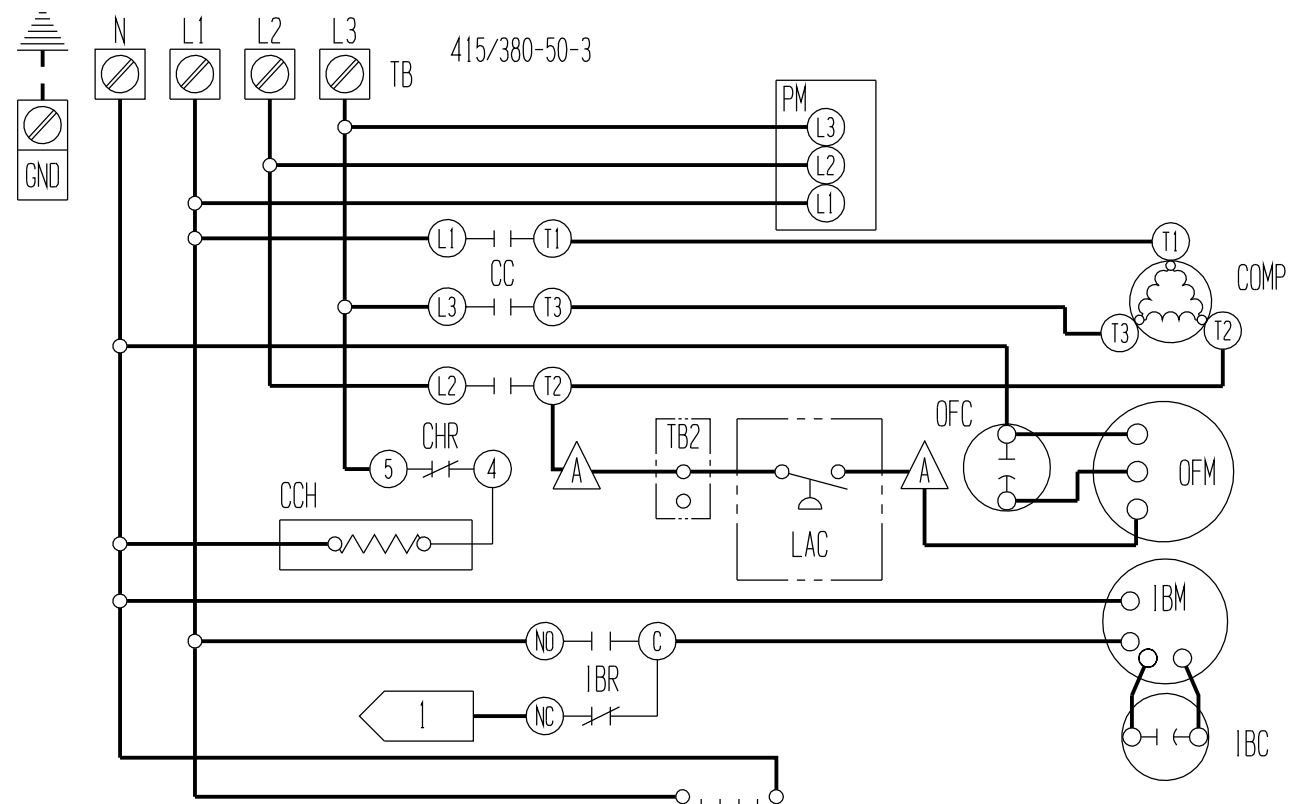 N L1 L2 L3
415/380-50-3
TB
PM
L3
GND
L2
L1
L1 T1 T1
CC
COMP
L3 T3
T3 T2
L2 T2
OFC
CHR
TB2
5 4
A A
OFM
CCH
LAC
IBM
NO C
IBR
1
NC
IBC